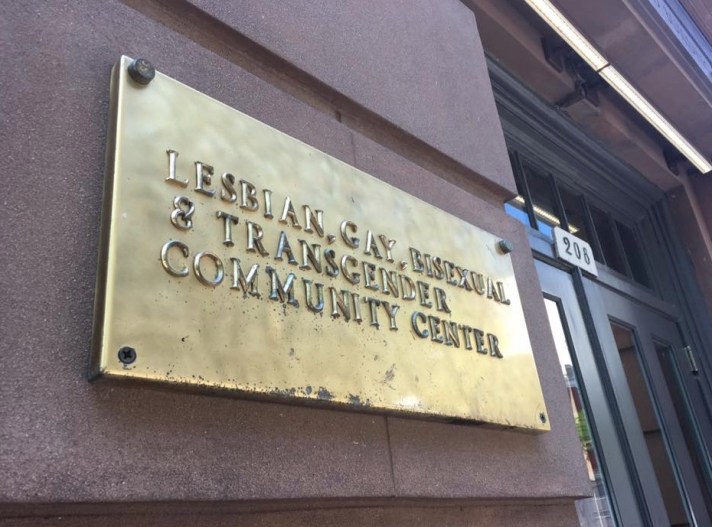 LESBIAN, GAY, BISEXUAL
& TRANSGENDER
COMMUNITY CENTER
208